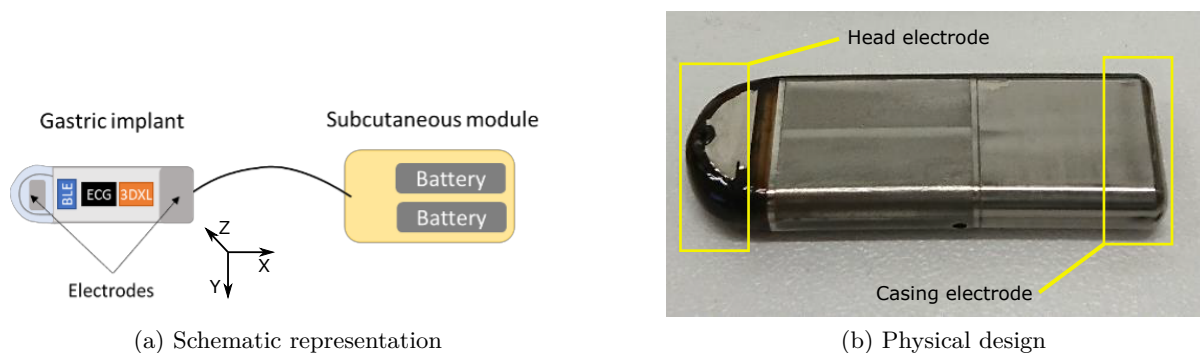 Gastric implant
Subcutaneous module
BLE
ECG
3DXL
Battery
Battery
Z
X
Y
Electrodes
(a) Schematic representation
Head electrode
Casing electrode
(b) Physical design